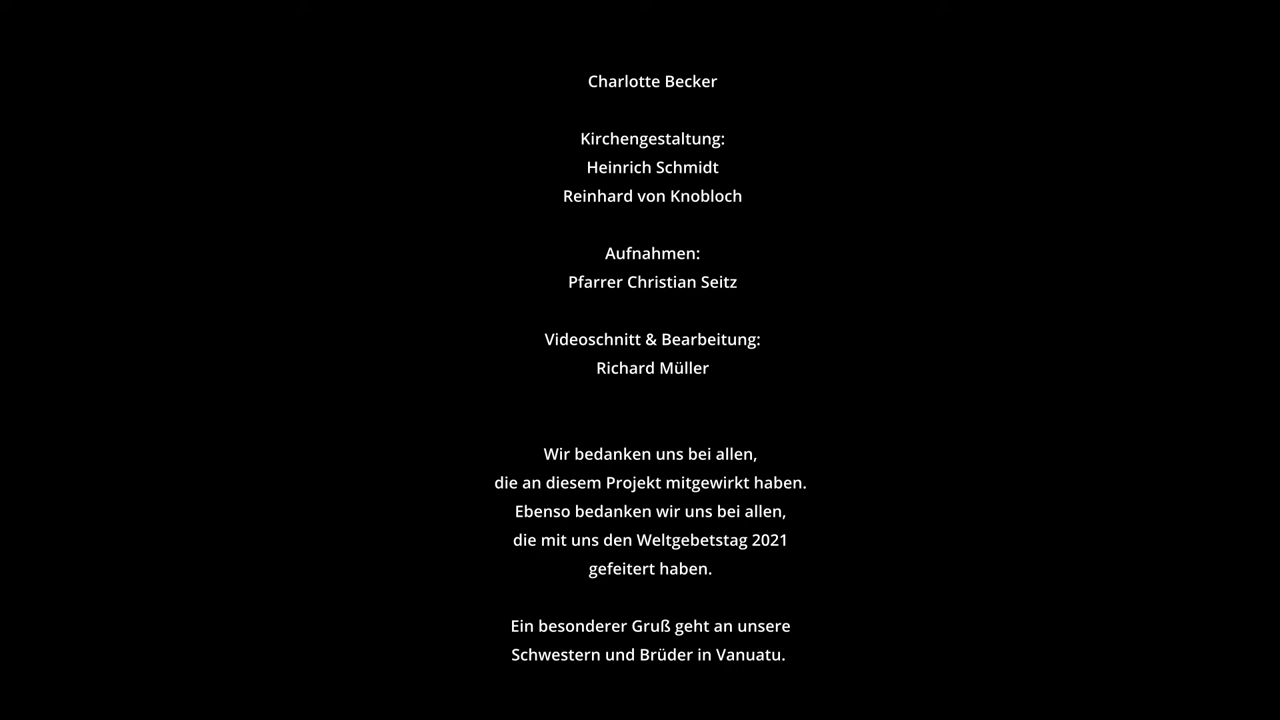 Charlotte Becker
Kirchengestaltung:
Heinrich Schmidt
Reinhard von Knobloch
Aufnahmen:
Pfarrer Christian Seitz
Videoschnitt & Bearbeitung:
Richard Müller
Wir bedanken uns bei allen,
die an diesem Projekt mitgewirkt haben.
Ebenso bedanken wir uns bei allen,
die mit uns den Weltgebetstag 2021
gefeitert haben.
Ein besonderer Gruß geht an unsere
Schwestern und Brüder in Vanuatu.